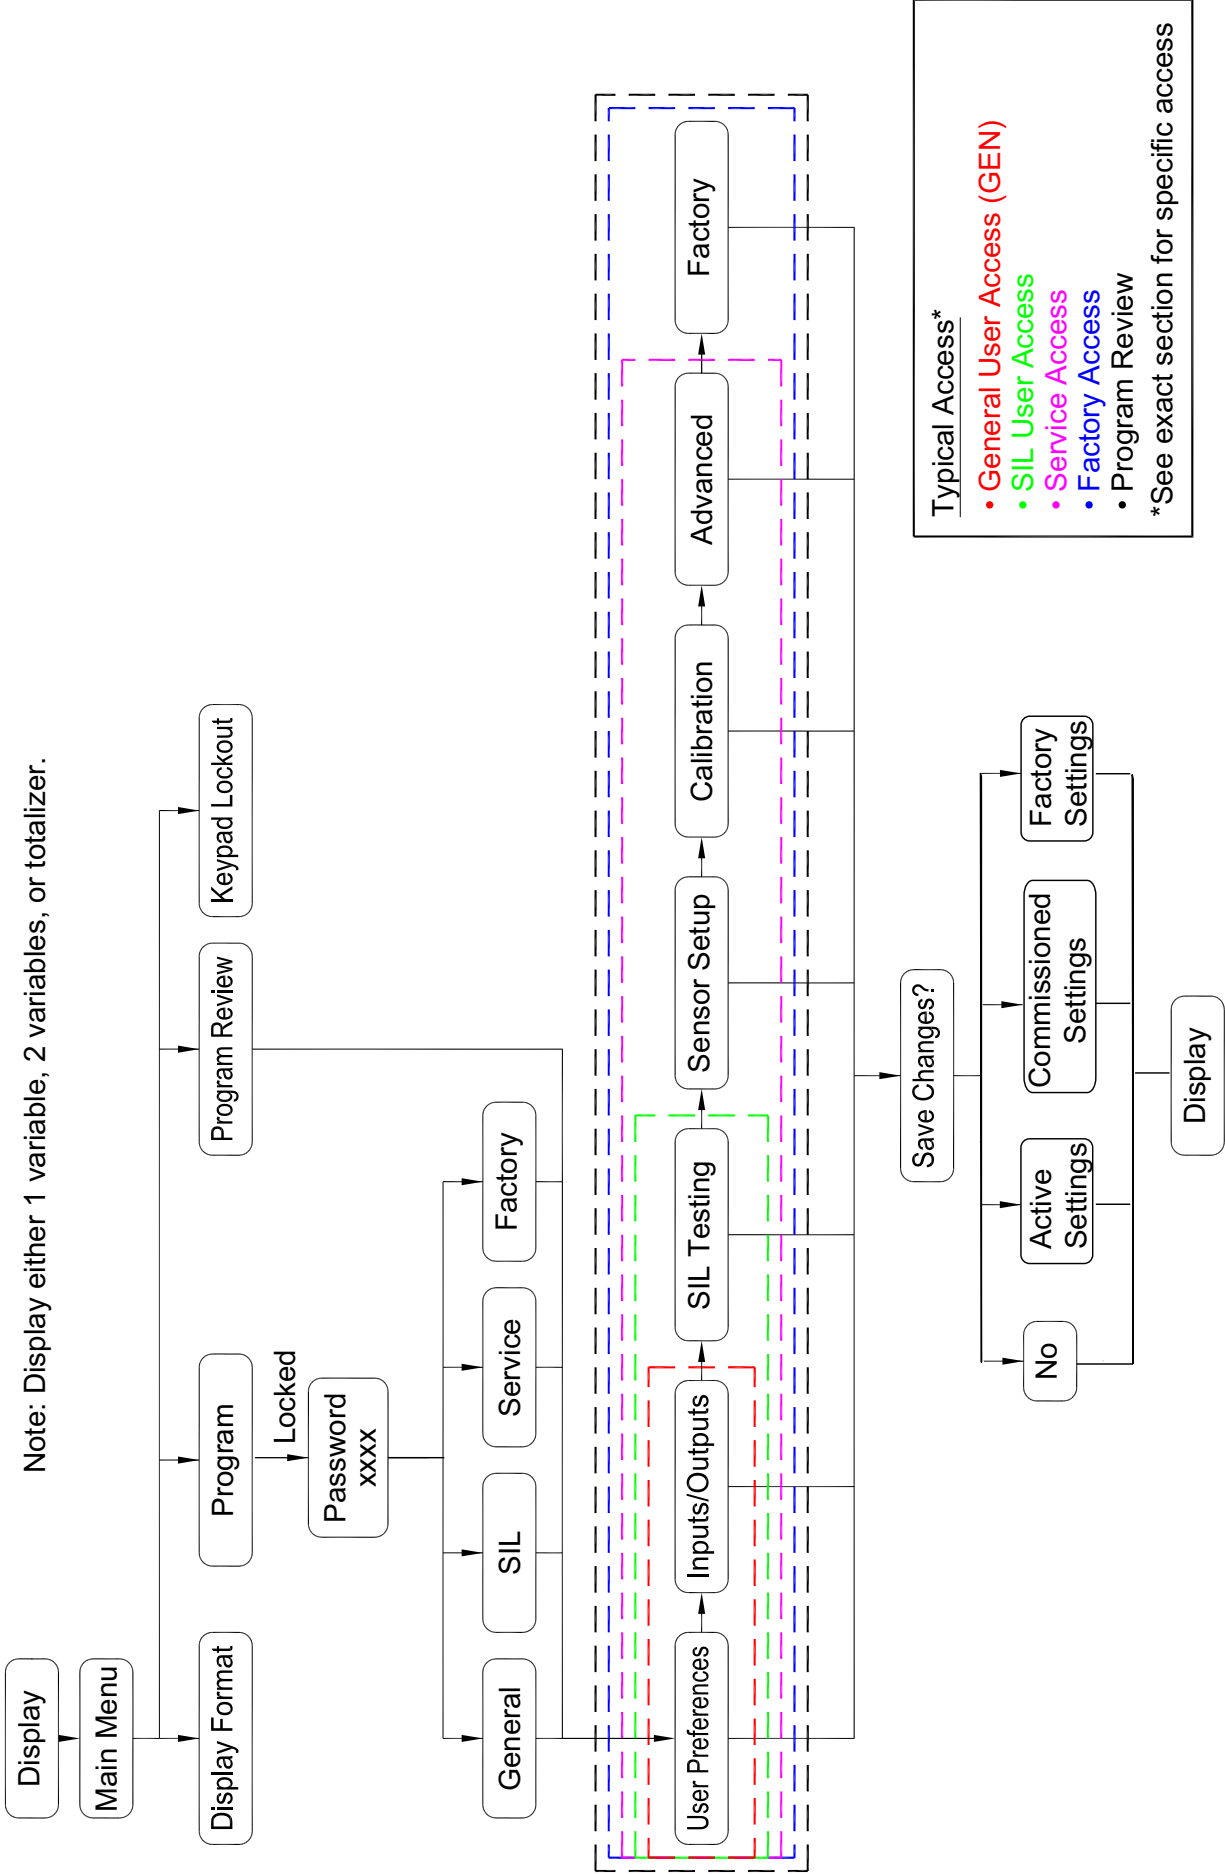 Note: Display either 1 variable, 2 variables, or totalizer.
Display
Main Menu
Display Format
Program
Program Review
Keypad Lockout
Locked
Password
xxxx
General
SIL
Service
Factory
User Preferences
Inputs/Outputs
SIL Testing
Sensor Setup
Calibration
Advanced
Factory
Save Changes?
No
Active
Settings
Commissioned
Settings
Factory
Settings
Display
Typical Access*
• General User Access (GEN)
• SIL User Access
• Service Access
• Factory Access
• Program Review
*See exact section for specific access